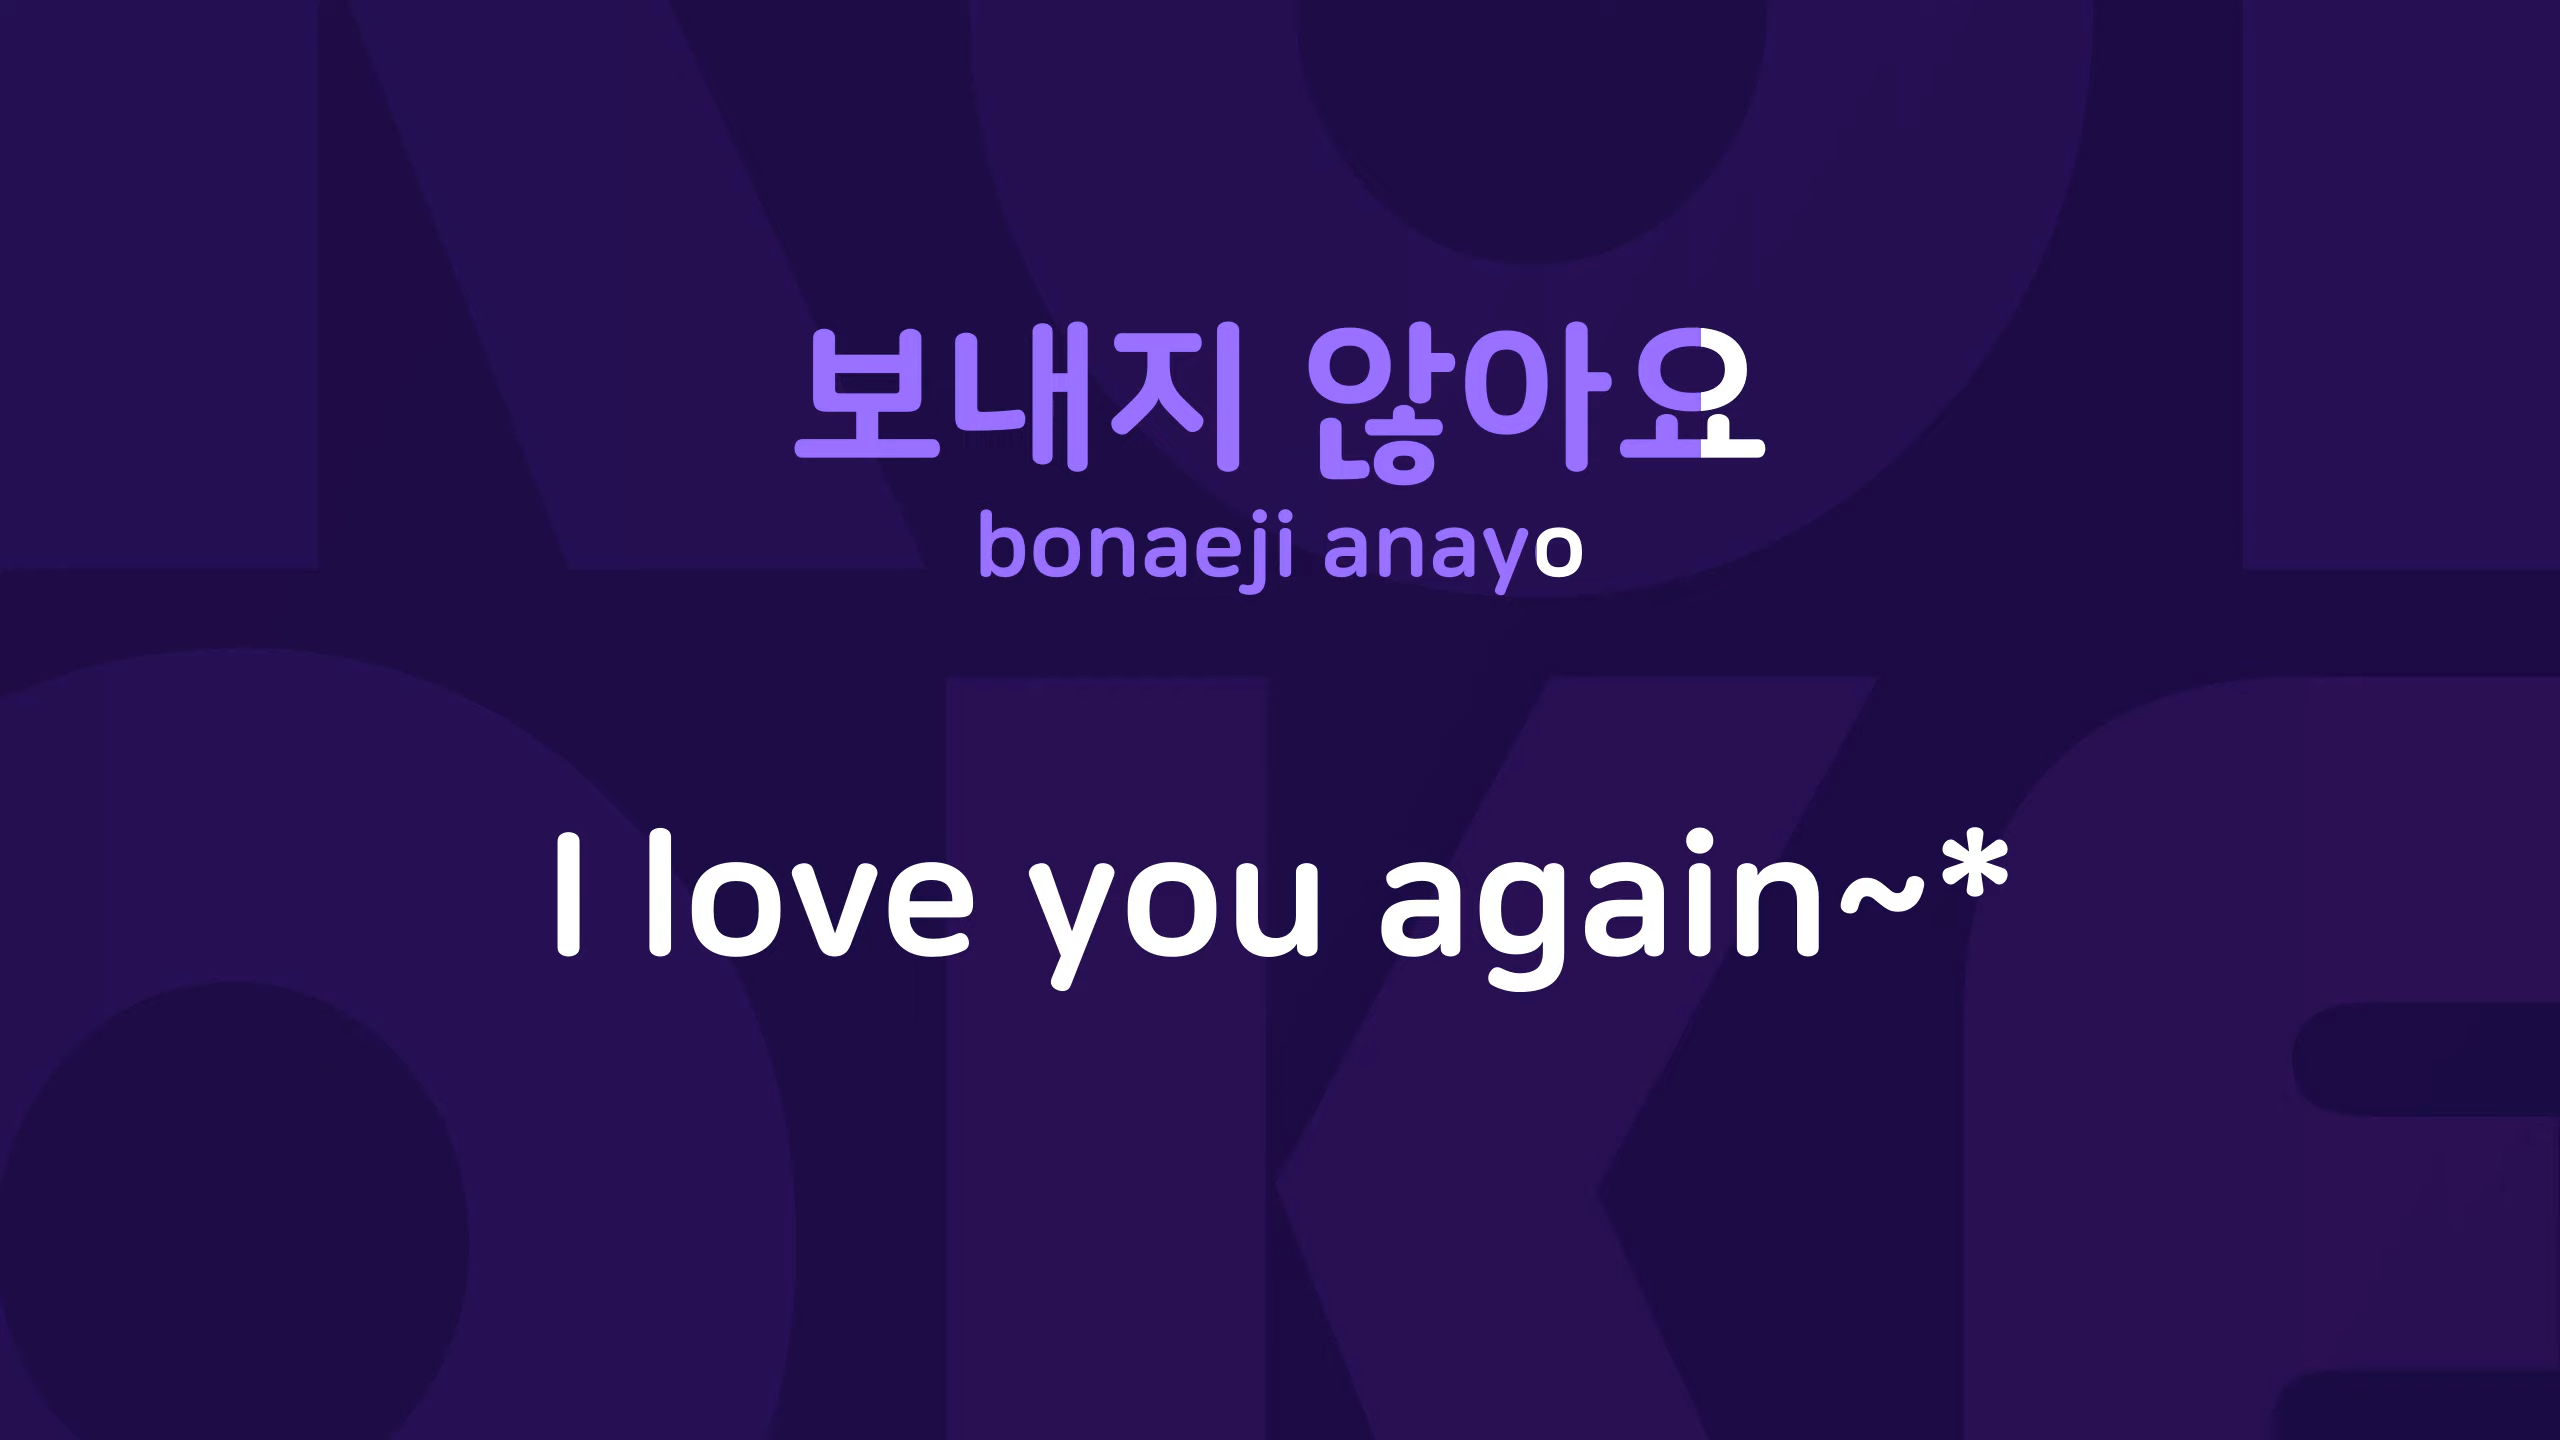 보내지 않아요
bonaeji anayo
I love you again~*